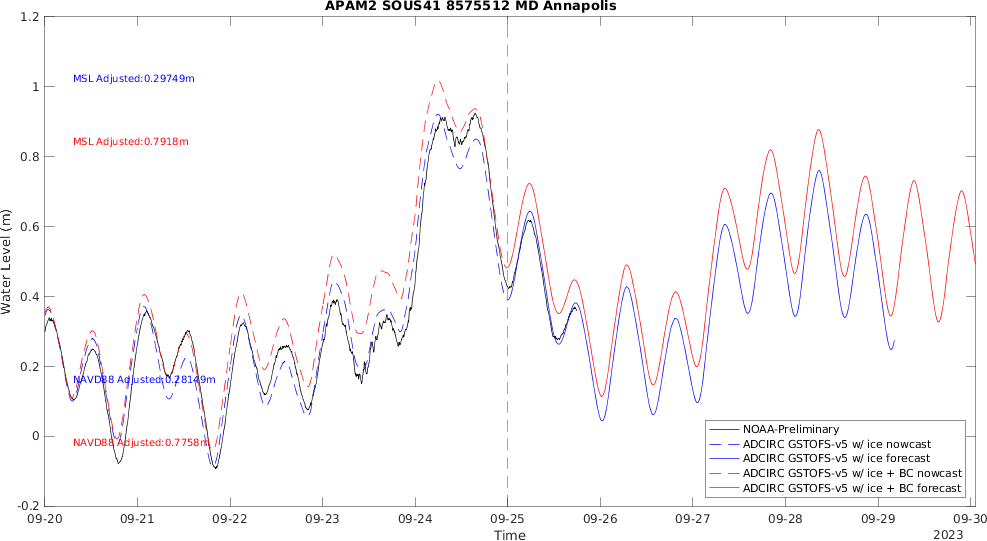 APAM2 SOUS41 8575512 MD Annapolis
1.2
1
0.8
0.6
0.4
0.2
0
-0.2
Water Level (m)
MSL Adjusted:0.29749m
MSL Adjusted:0.7918m
NAVD88 Adjusted:0.28149m
NAVD88 Adjusted:0.7758m
NOAA-Preliminary
ADCIRC GSTOFS-v5 w/ ice nowcast
ADCIRC GSTOFS-v5 w/ ice forecast
ADCIRC GSTOFS-v5 w/ ice + BC nowcast
ADCIRC GSTOFS-v5 w/ ice + BC forecast
09-20 09-21 09-22 09-23 09-24 09-25 09-26 09-27 09-28 09-29 09-30
Time
2023